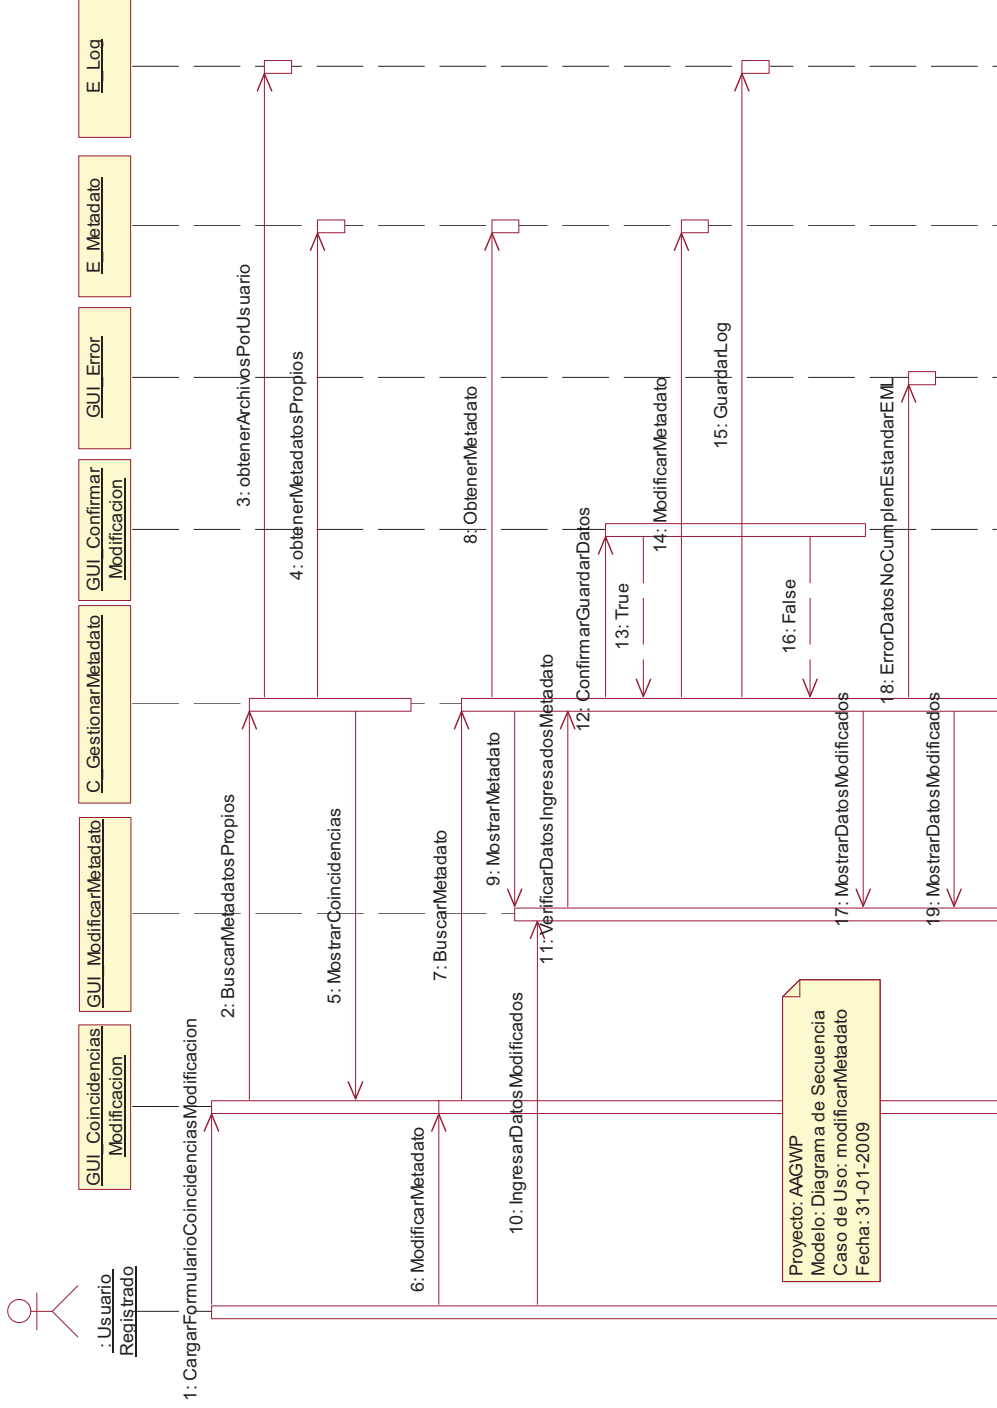 : Usuario
Registrado
GUI_Coincidencias
Modificacion
GUI_ModificarMetadato
C_GestionarMetadato
GUI_Confirmar
Modificacion
GUI_Error
E_Metadato
E_Log
1: CargarFormularioCoincidenciasModificacion
2: BuscarMetadatosPropios
3: obtenerArchivosPorUsuario
4: obtenerMetadatosPropios
5: MostrarCoincidencias
6: ModificarMetadato
7: BuscarMetadato
8: ObtenerMetadato
9: MostrarMetadato
10: IngresarDatosModificados
11: VerificarDatosIngresadosMetadato
12: ConfirmarGuardarDatos
13: True
14: ModificarMetadato
15: GuardarLog
16: False
17: MostrarDatosModificados
18: ErrorDatosNoCumplenEstandarEML
19: MostrarDatosModificados
Proyecto: AAGWP
Modelo: Diagrama de Secuencia
Caso de Uso: modificarMetadato
Fecha: 31-01-2009